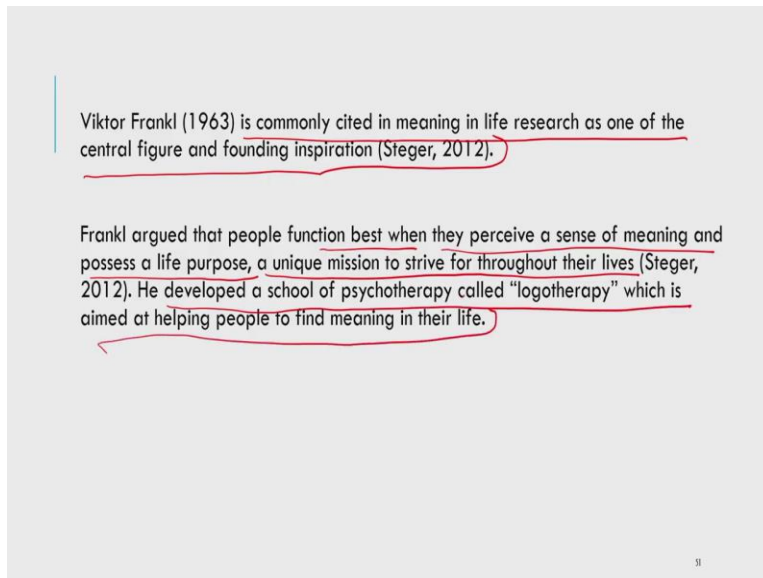 Viktor Frankl (1963) is commonly cited in meaning in life research as one of the
central figure and founding inspiration (Steger, 2012).
Frankl argued that people function best when they perceive a sense of meaning and
possess a life purpose, a unique mission to strive for throughout their lives (Steger,
2012). He developed a school of psychotherapy called “logotherapy” which is
aimed at helping people to find meaning in their life.
51